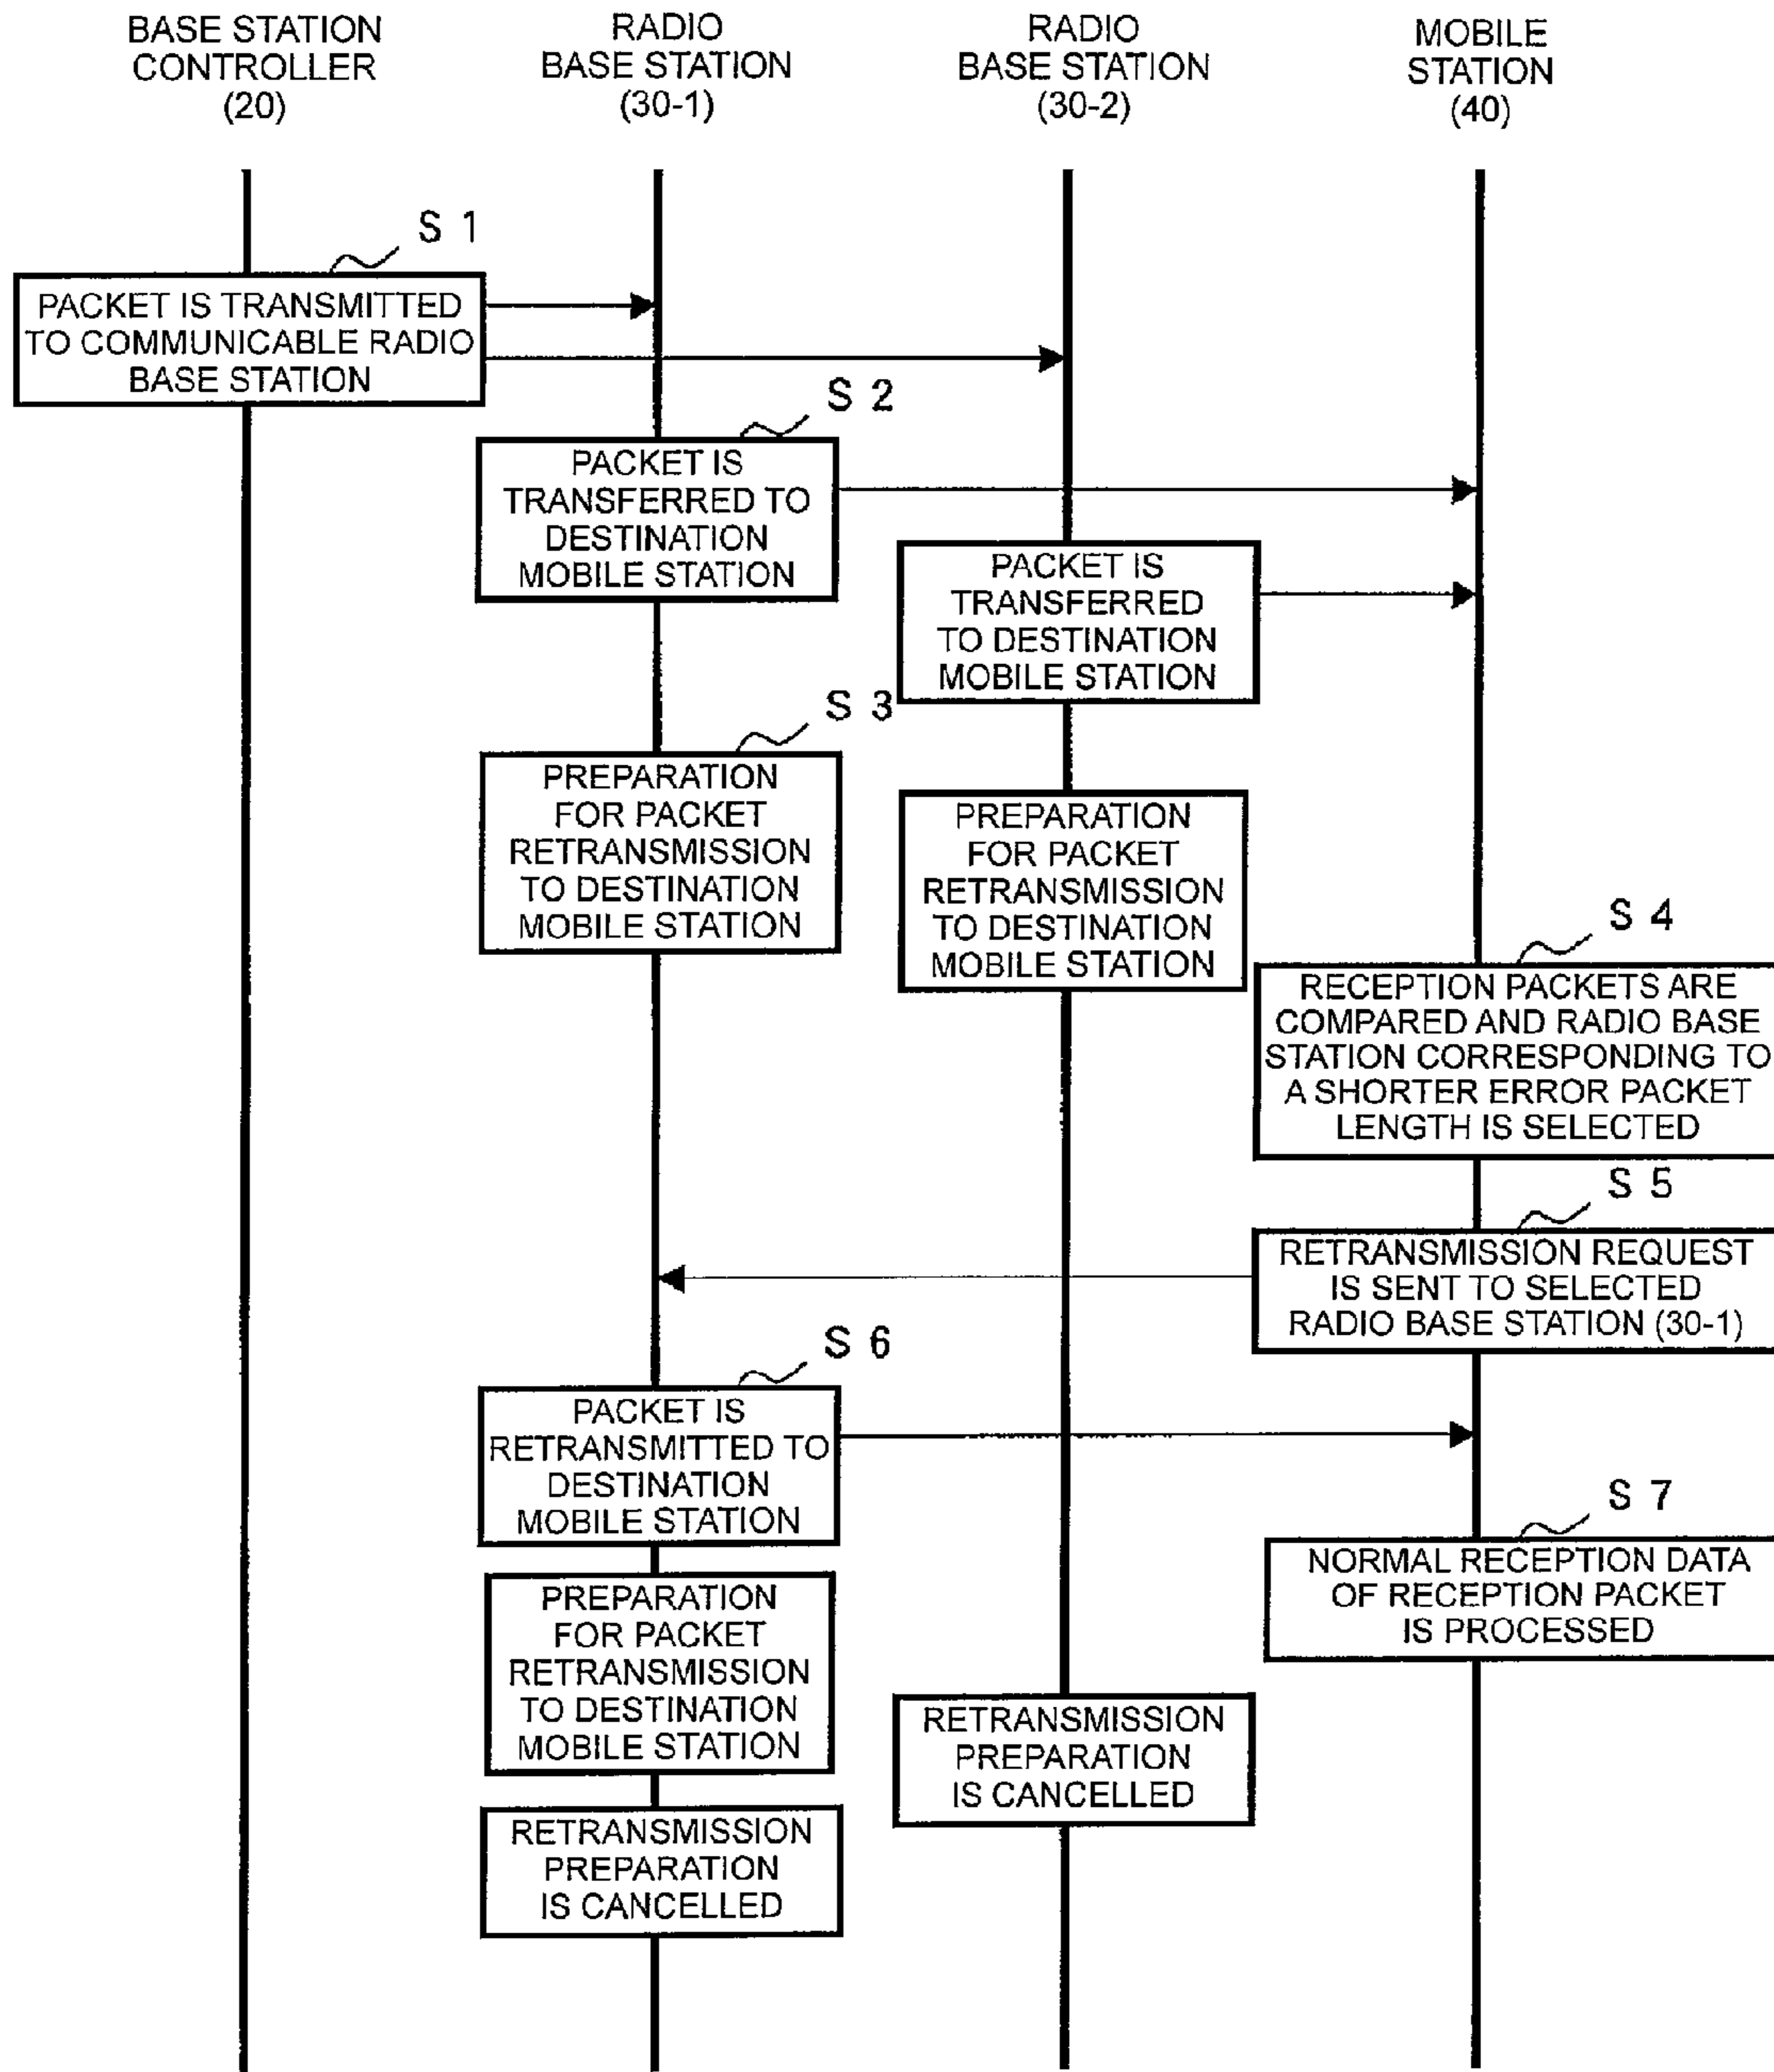 BASE STATION
CONTROLLER
(20)
RADIO
BASE STATION
(30-1)
RADIO
BASE STATION
(30-2)
MOBILE
STATION
(40)
S 1
PACKET IS TRANSMITTED
TO COMMUNICABLE RADIO
BASE STATION
S 2
PACKET IS
TRANSFERRED TO
DESTINATION
MOBILE STATION
PACKET IS
TRANSFERRED
TO DESTINATION
MOBILE STATION
S 3
PREPARATION
FOR PACKET
RETRANSMISSION
TO DESTINATION
MOBILE STATION
PREPARATION
FOR PACKET
RETRANSMISSION
TO DESTINATION
MOBILE STATION
S 4
RECEPTION PACKETS ARE
COMPARED AND RADIO BASE
STATION CORRESPONDING TO
A SHORTER ERROR PACKET
LENGTH IS SELECTED
S 5
RETRANSMISSION REQUEST
IS SENT TO SELECTED
RADIO BASE STATION (30-1)
S 6
PACKET IS
RETRANSMITTED TO
DESTINATION
MOBILE STATION
S 7
NORMAL RECEPTION DATA
OF RECEPTION PACKET
IS PROCESSED
PREPARATION
FOR PACKET
RETRANSMISSION
TO DESTINATION
MOBILE STATION
RETRANSMISSION
PREPARATION
IS CANCELLED
RETRANSMISSION
PREPARATION
IS CANCELLED